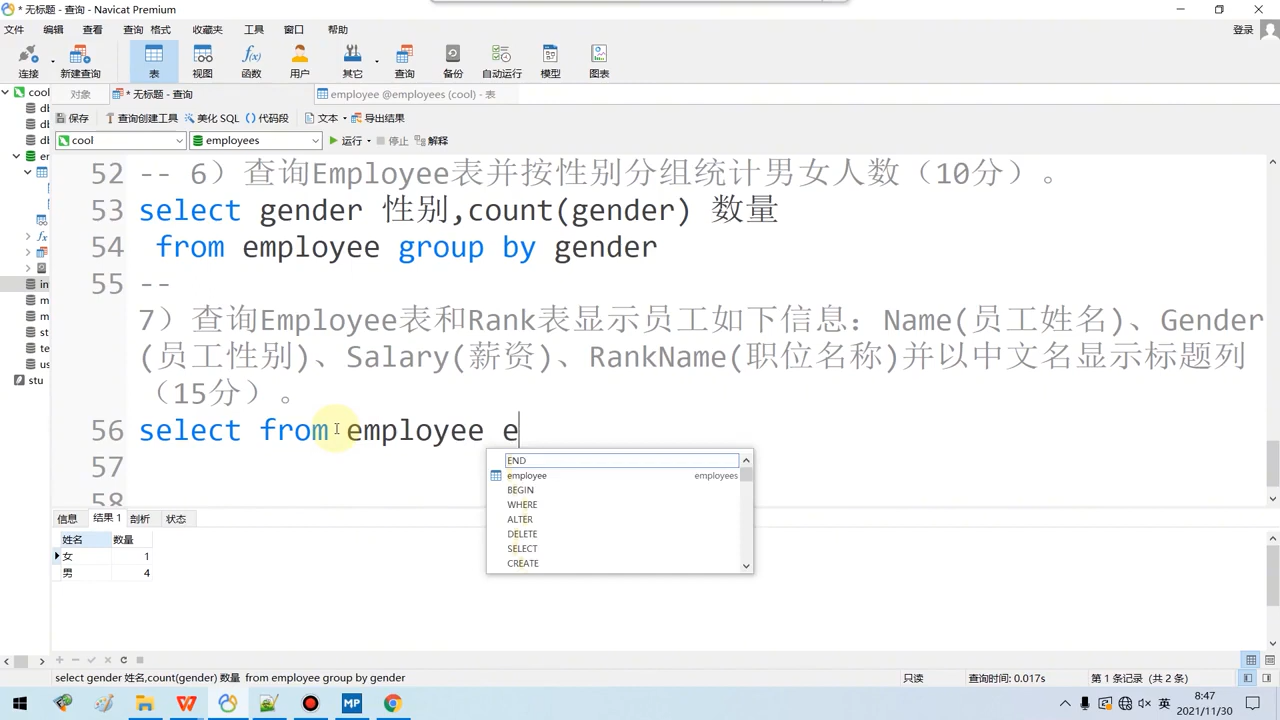 * 无标题 - 查询 - Navicat Premium
文件 编辑 查看 查询 格式 收藏夹 工具 窗口 帮助
登录
连接 新建查询 表 视图 函数 用户 其它 查询 备份 自动运行 模型 图表
cool
对象 * 无标题 - 查询 employee @employees (cool) - 表
保存 查询创建工具 美化 SQL () 代码段 文本 导出结果
cool employees 运行 停止 解释
52 -- 6）查询Employee表并按性别分组统计男女人数（10分）。
53 select gender 性别,count(gender) 数量
54 from employee group by gender
55 --
7）查询Employee表和Rank表显示员工如下信息：Name(员工姓名)、Gender
(员工性别)、Salary(薪资)、RankName(职位名称)并以中文名显示标题列
（15分）。
56 select from employee e
57
58
db
db
db
er
in
m
m
st
te
us
stu
END
employee employees
BEGIN
WHERE
ALTER
DELETE
SELECT
CREATE
信息 结果 1 剖析 状态
姓名 数量
女 1
男 4
select gender 姓名,count(gender) 数量 from employee group by gender
只读 查询时间: 0.017s 第 1 条记录 （共 2 条）
W MP 英
8:47
2021/11/30